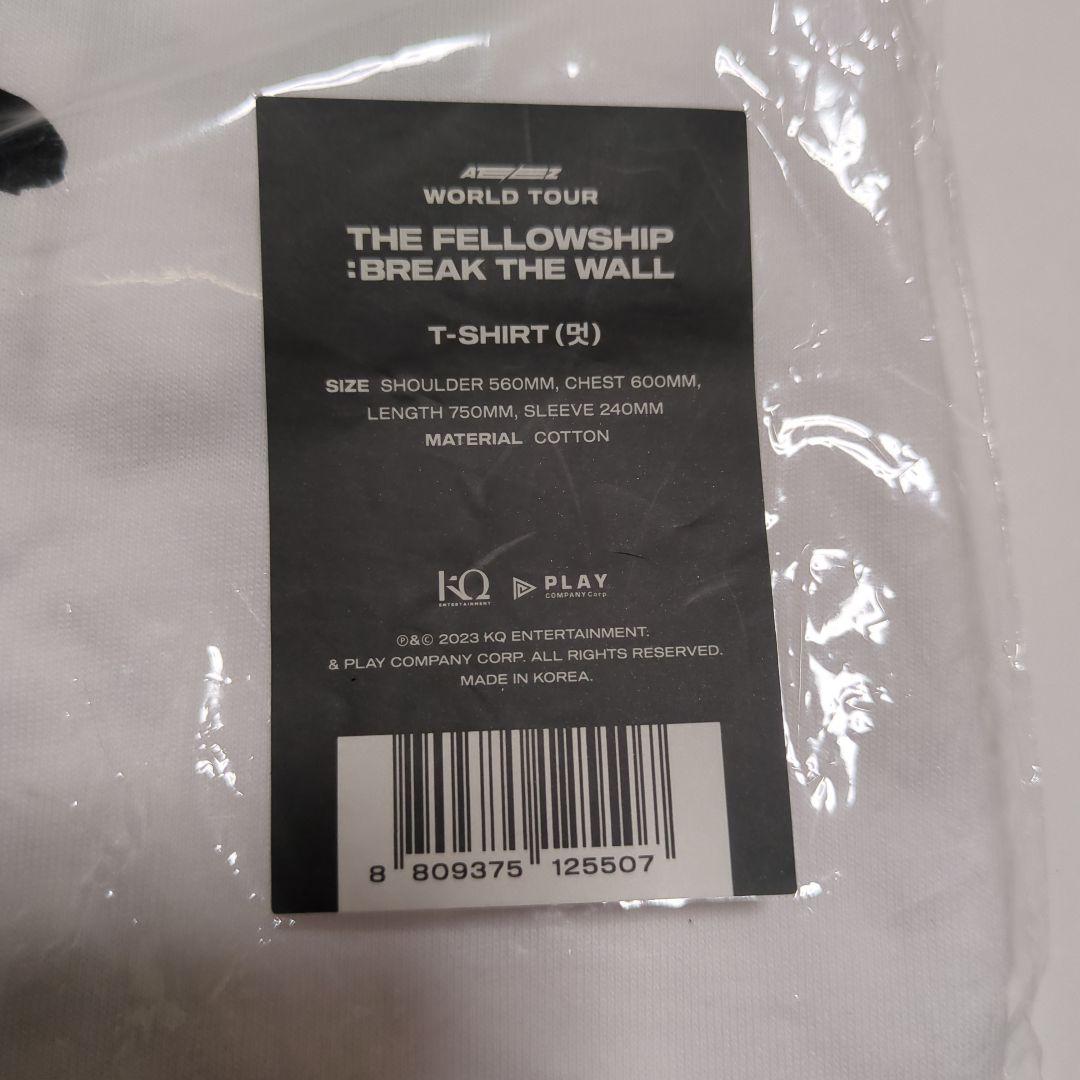 ATEEZ
WORLD TOUR
THE FELLOWSHIP
:BREAK THE WALL
T-SHIRT (멋)
SIZE SHOULDER 560MM, CHEST 600MM,
LENGTH 750MM, SLEEVE 240MM
MATERIAL COTTON
KQ
ENTERTAINMENT
PLAY
COMPANY Corp
℗&© 2023 KQ ENTERTAINMENT.
& PLAY COMPANY CORP. ALL RIGHTS RESERVED.
MADE IN KOREA.
8 809375 125507